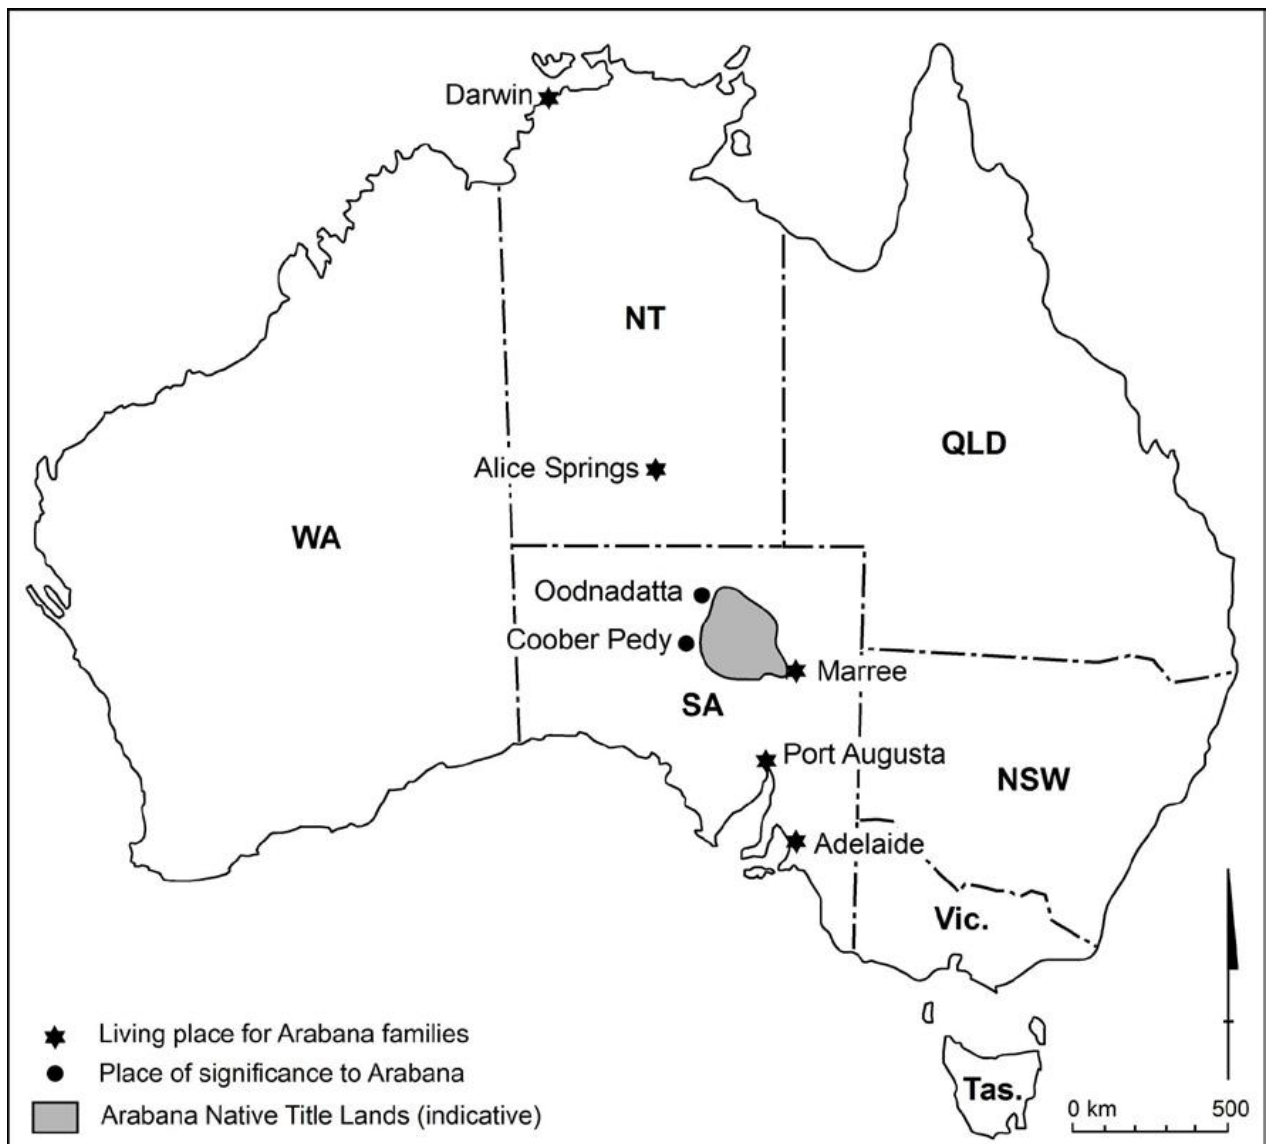 Darwin
NT
QLD
Alice Springs
WA
Oodnadatta
Coober Pedy
Marree
SA
Port Augusta
NSW
Adelaide
Vic.
Living place for Arabana families
Place of significance to Arabana
Arabana Native Title Lands (indicative)
Tas.
0 km 500